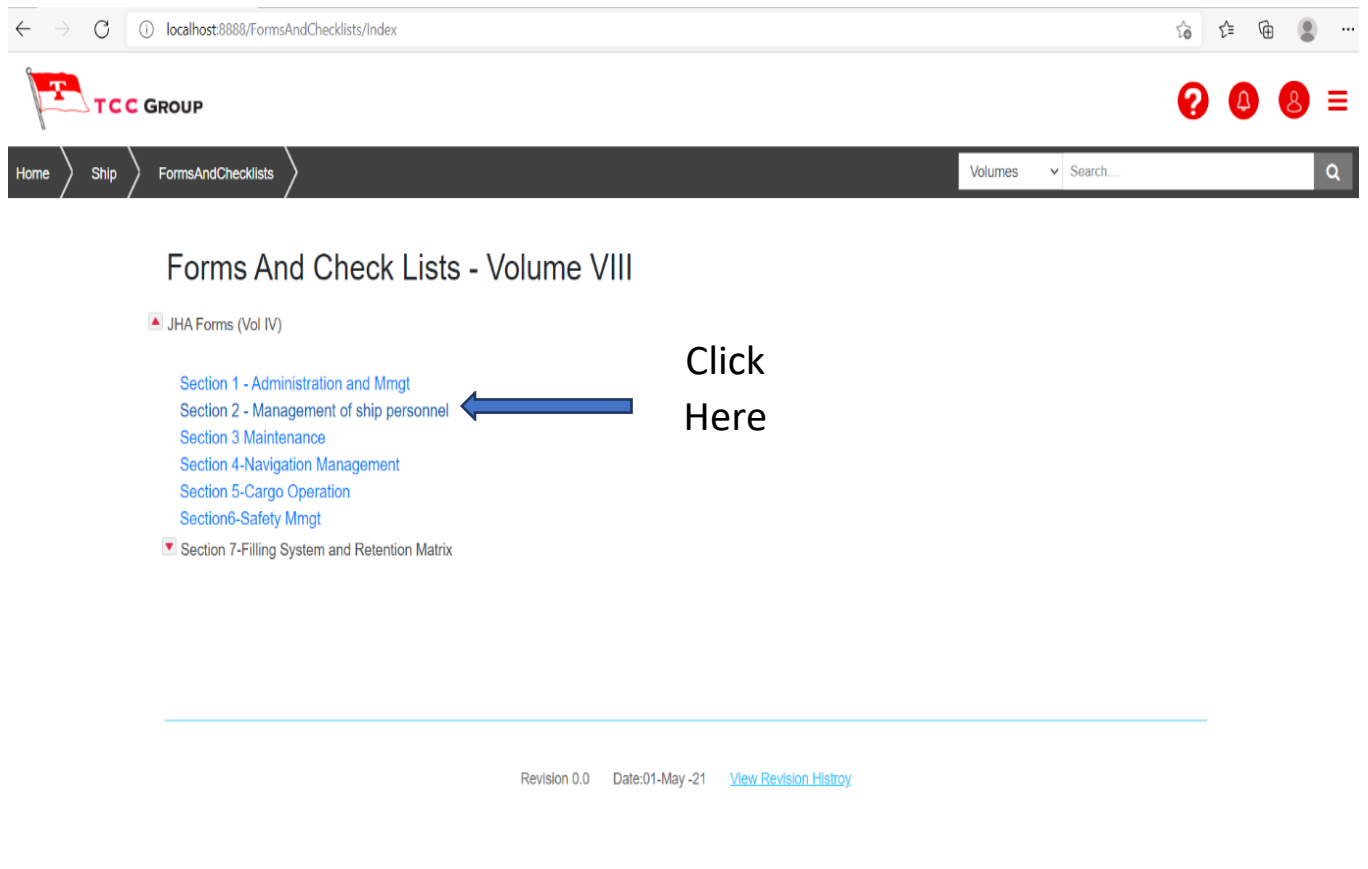 localhost:8888/FormsAndChecklists/Index
T
TCC GROUP
Home Ship FormsAndChecklists Volumes Search....
Forms And Check Lists - Volume VIII
JHA Forms (Vol IV)
Click
Here
Section 1 - Administration and Mmgt
Section 2 - Management of ship personnel
Section 3 Maintenance
Section 4-Navigation Management
Section 5-Cargo Operation
Section6-Safety Mmgt
Section 7-Filling System and Retention Matrix
Revision 0.0 Date:01-May -21 View Revision Histroy